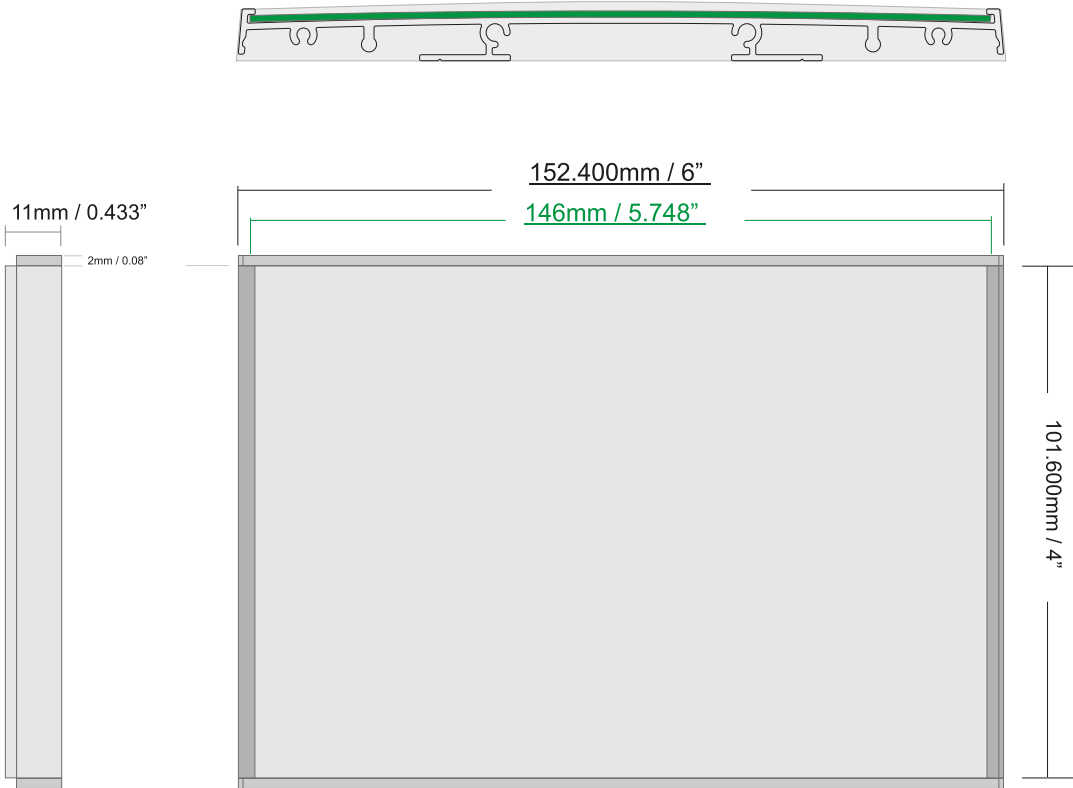 152.400mm / 6”
146mm / 5.748”
11mm / 0.433”
2mm / 0.08”
101.600mm / 4”